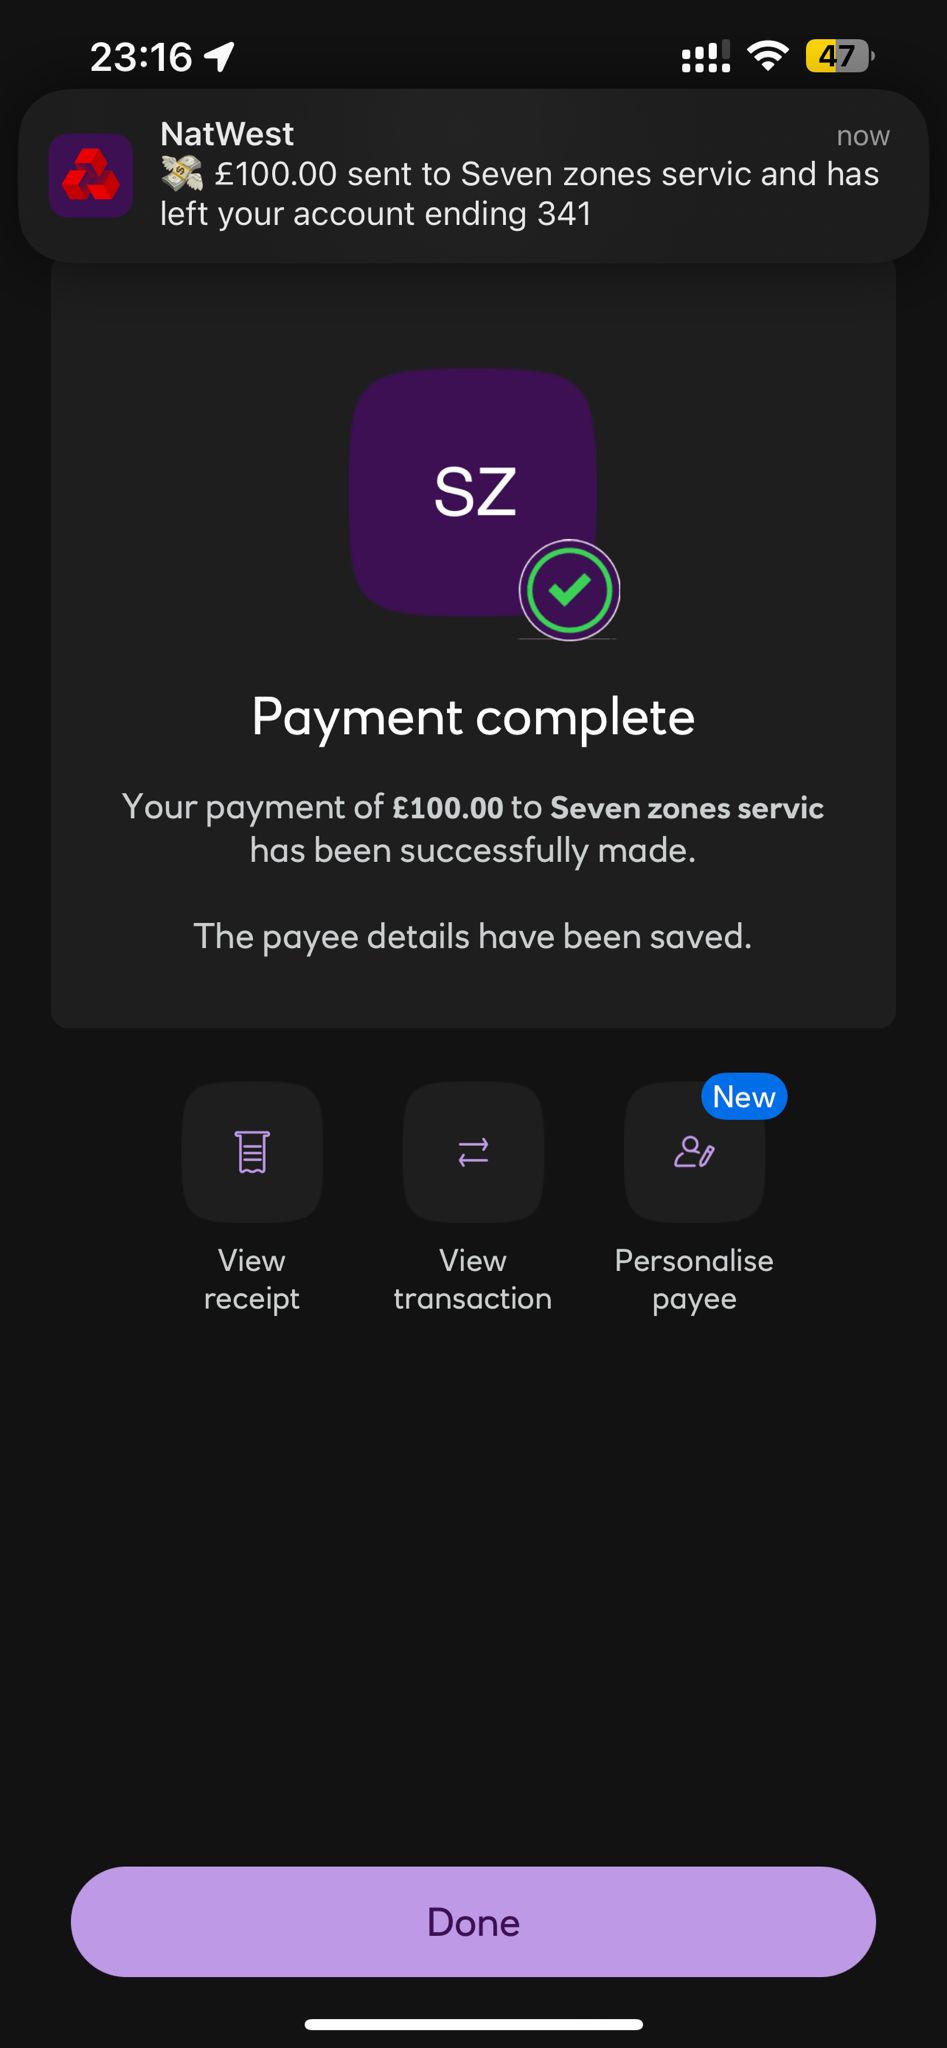 23:16
47
NatWest
now
💸 £100.00 sent to Seven zones servic and has
left your account ending 341
SZ
Payment complete
Your payment of £100.00 to Seven zones servic
has been successfully made.
The payee details have been saved.
New
View
receipt
View
transaction
Personalise
payee
Done